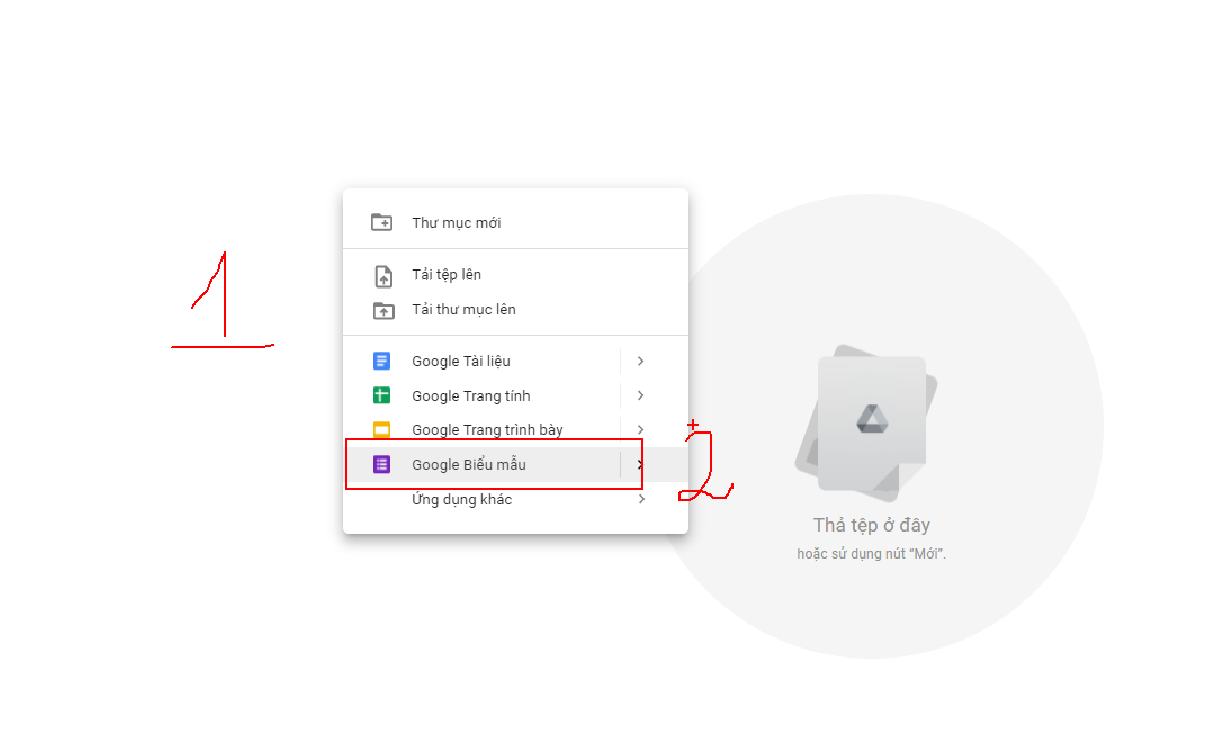 Thư mục mới
1
Tải tệp lên
Tải thư mục lên
Google Tài liệu
Google Trang tính
Google Trang trình bày
Google Biểu mẫu
2
Ứng dụng khác
Thả tệp ở đây
hoặc sử dụng nút “Mới”.